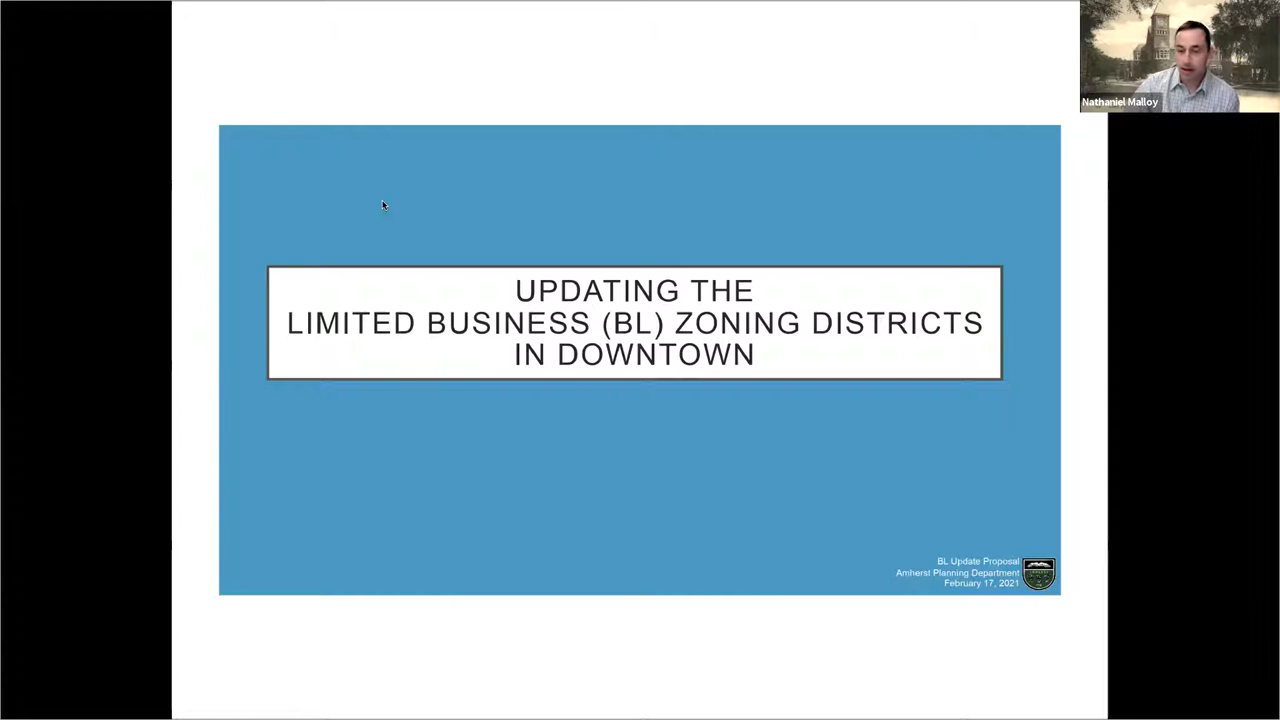 Nathaniel Malloy
UPDATING THE
LIMITED BUSINESS (BL) ZONING DISTRICTS
IN DOWNTOWN
BL Update Proposal
Amherst Planning Department
February 17, 2021